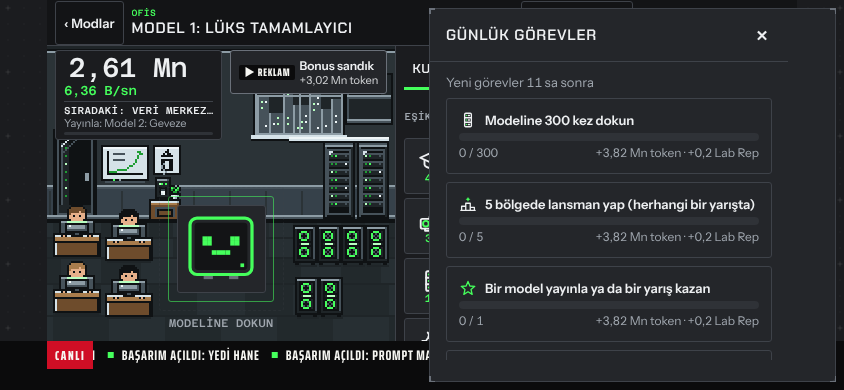 ‹ Modlar
OFİS
MODEL 1: LÜKS TAMAMLAYICI
2,61 Mn
6,36 B/sn
ŞIRADAKİ: VERİ MERKEZ…
Yayınla: Model 2: Geveze
REKLAM
Bonus sandık
+3,02 Mn token
KU
EŞİK
MODELİNE DOKUN
CANLI
BAŞARIM AÇILDI: YEDİ HANE
BAŞARIM AÇILDI: PROMPT MA
GÜNLÜK GÖREVLER
×
Yeni görevler 11 sa sonra
Modeline 300 kez dokun
0 / 300
+3,82 Mn token · +0,2 Lab Rep
5 bölgede lansman yap (herhangi bir yarışta)
0 / 5
+3,82 Mn token · +0,2 Lab Rep
Bir model yayınla ya da bir yarış kazan
0 / 1
+3,82 Mn token · +0,2 Lab Rep